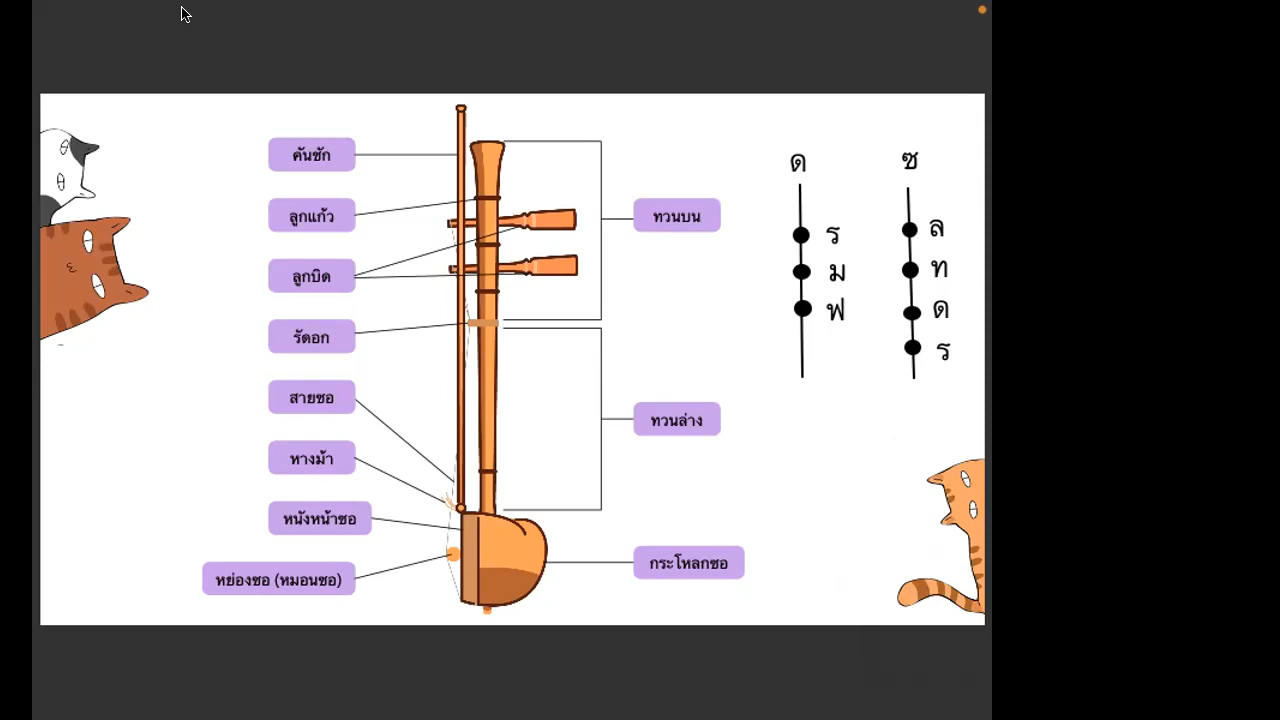 คันชัก
ลูกแก้ว
ลูกบิด
รัดอก
สายซอ
หางม้า
หนังหน้าซอ
หย่องซอ (หมอนซอ)
ทวนบน
ทวนล่าง
กระโหลกซอ
ด
ร
ม
ฟ
ซ
ล
ท
ด
ร